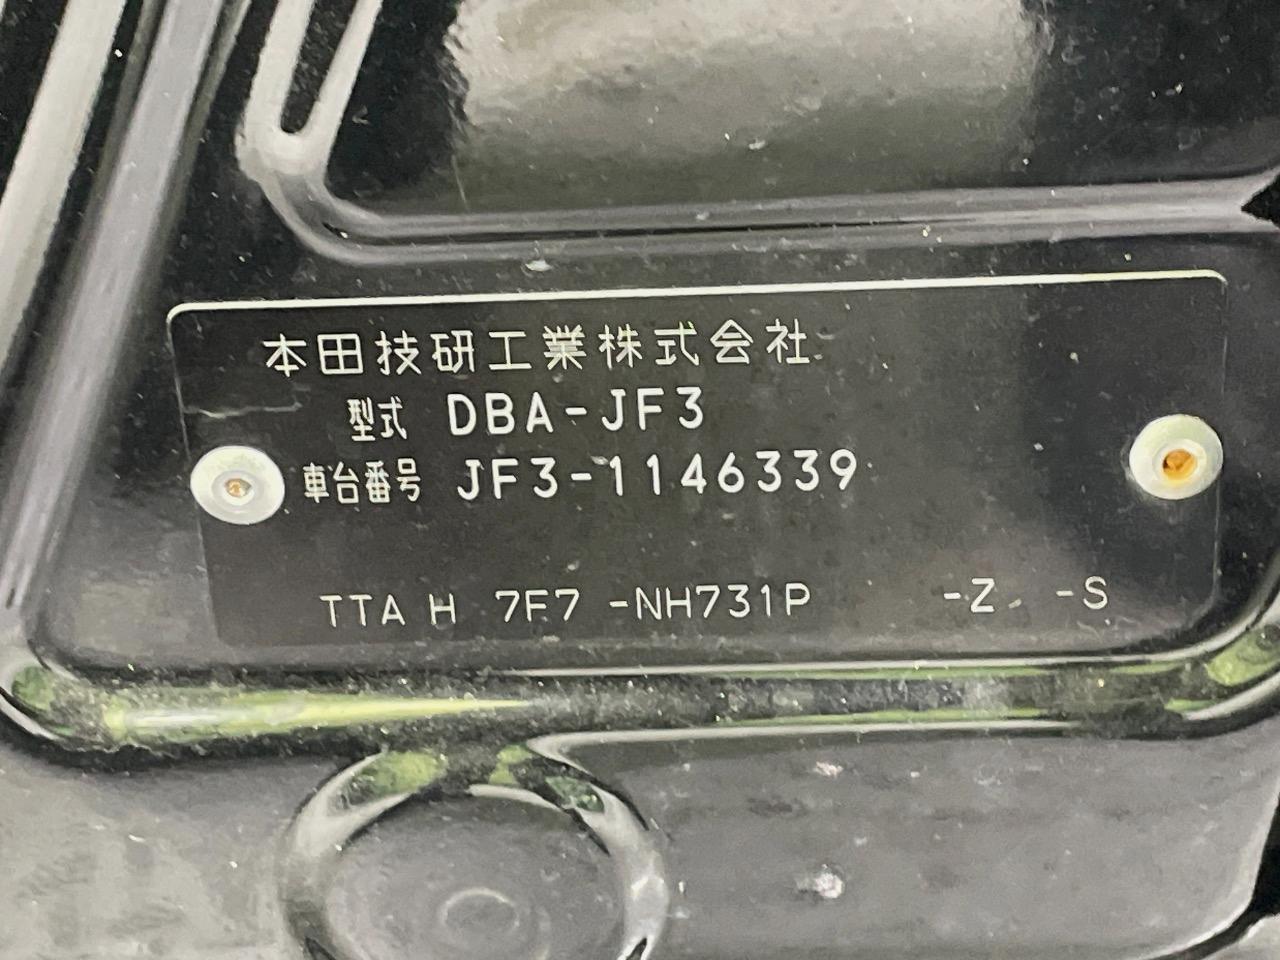 本田技研工業株式会社
型式 DBA-JF3
車台番号 JF3-1146339
TTA H 7F7 -NH731P -Z -S